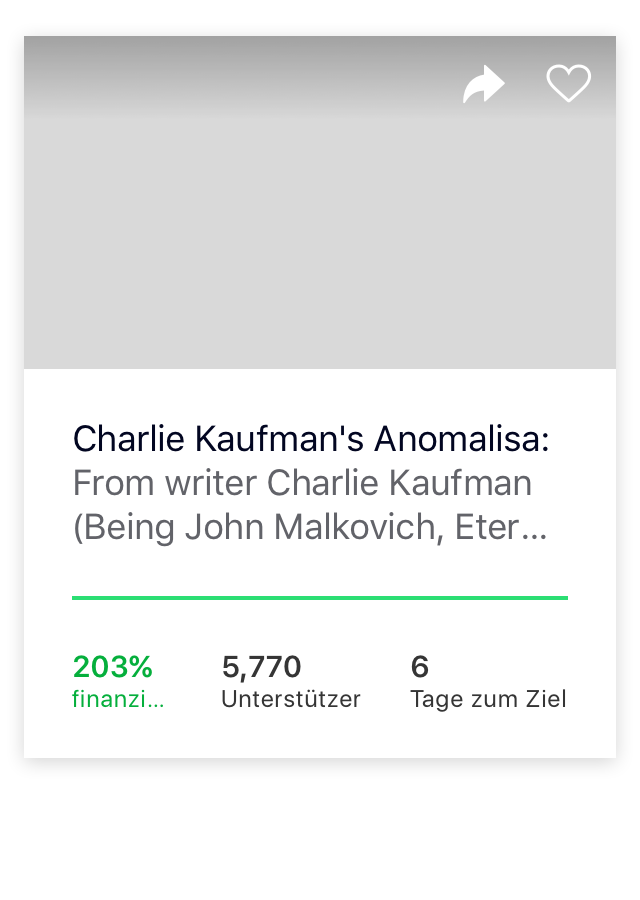 Charlie Kaufman's Anomalisa:
From writer Charlie Kaufman
(Being John Malkovich, Eter...
203%
finanzi...
5,770
Unterstützer
6
Tage zum Ziel